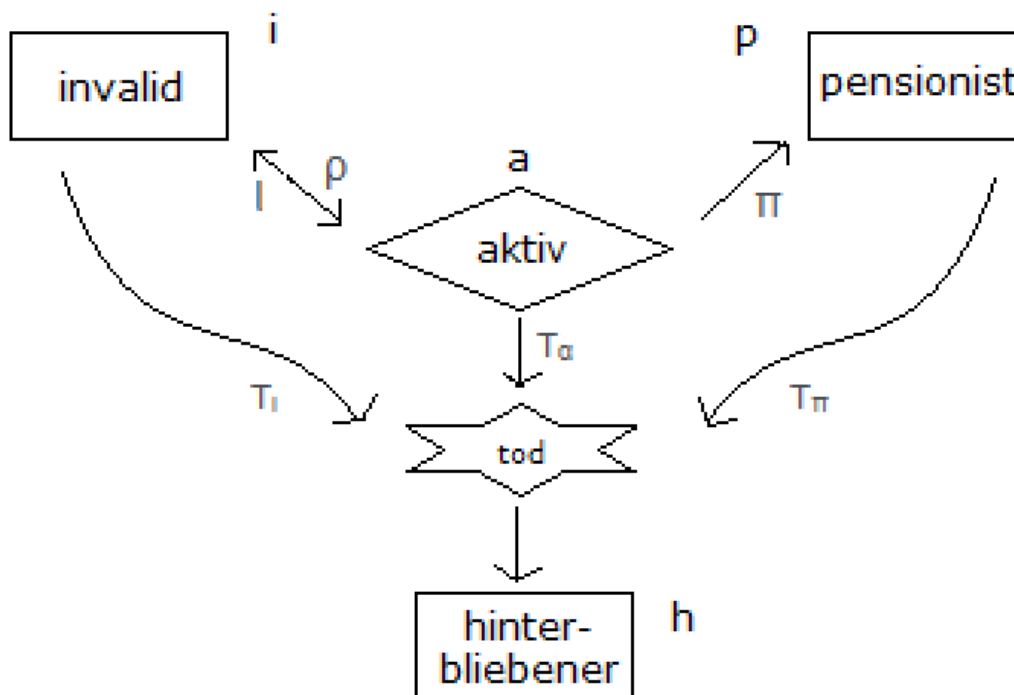 i
p
invalid
pensionist
a
ρ
I
π
aktiv
Tα
Tι
Tπ
tod
h
hinter-
bliebener